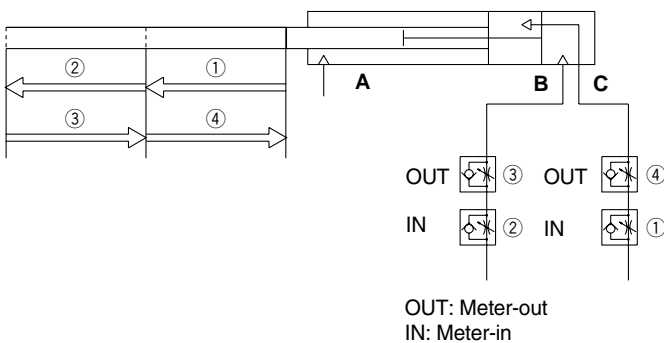 ② ①
③ ④
A B C
OUT ③ OUT ④
IN ② IN ①
OUT: Meter-out
IN: Meter-in